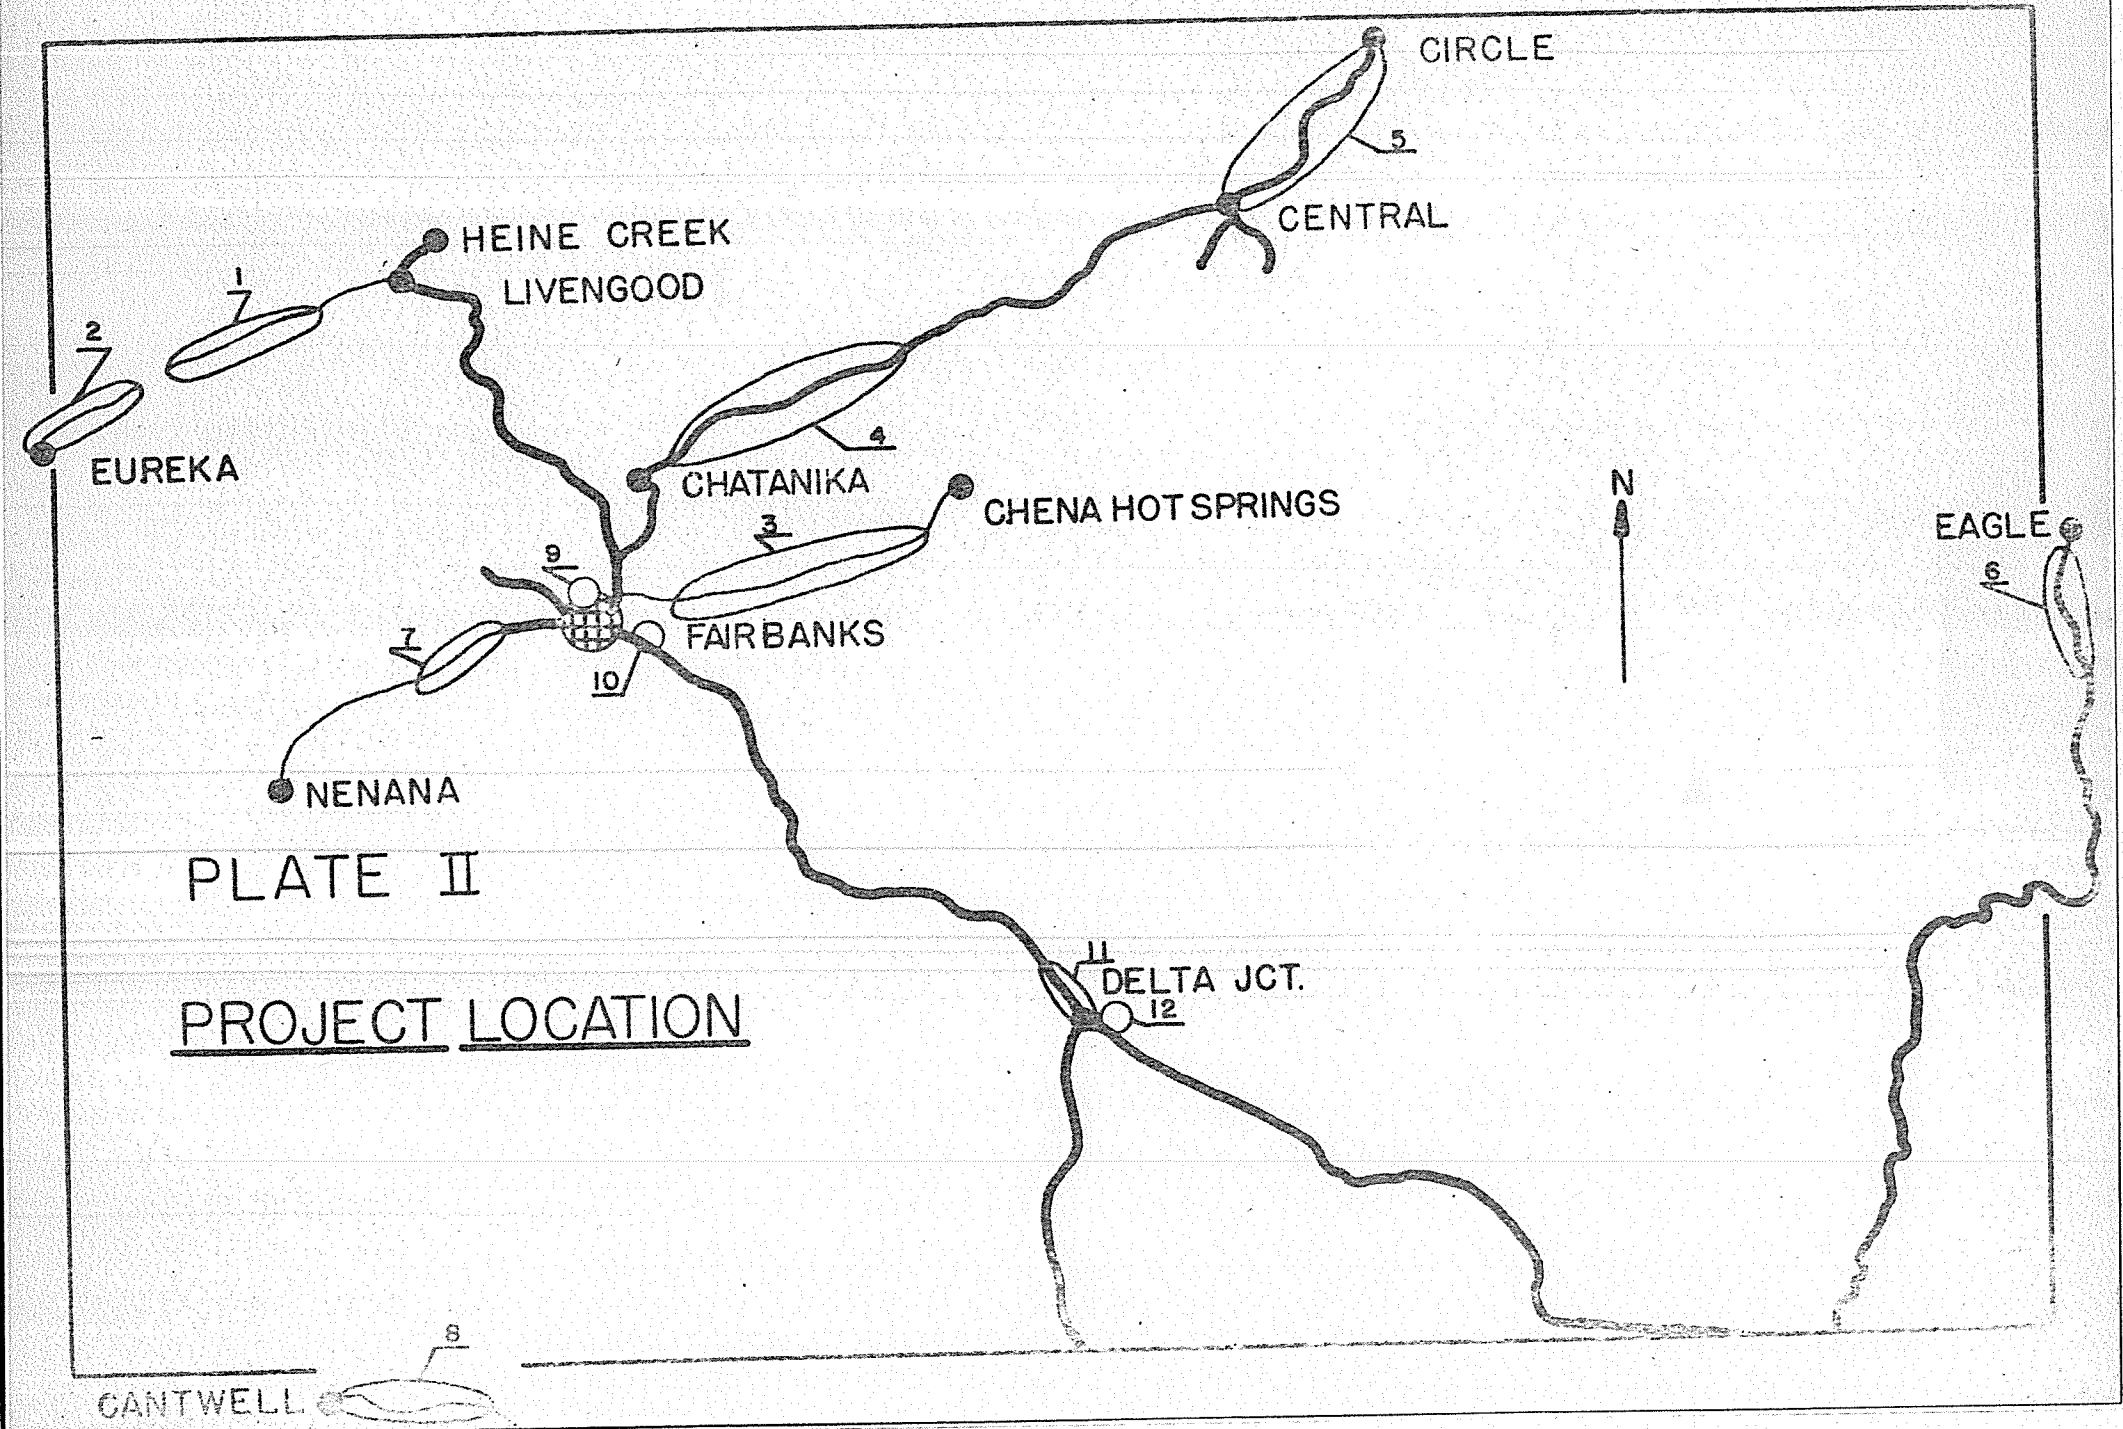 CIRCLE
5
CENTRAL
HEINE CREEK
LIVENGOOD
1
2
EUREKA
4
CHATANIKA
CHENA HOT SPRINGS
3
N
EAGLE
6
9
FAIRBANKS
7
10
NENANA
PLATE II
11
DELTA JCT.
12
PROJECT LOCATION
8
CANTWELL